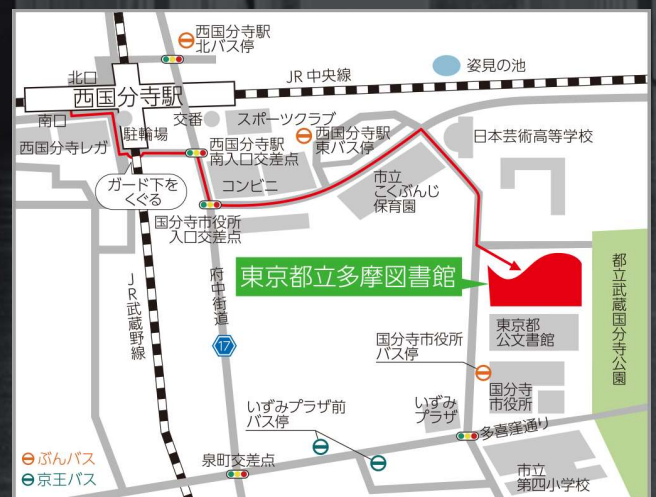 西国分寺駅
北バス停
姿見の池
JR中央線
北口
西国分寺駅
南口
駐輪場
交番
スポーツクラブ
西国分寺レガ
西国分寺駅
南入口交差点
西国分寺駅
東バス停
日本芸術高等学校
ガード下を
くぐる
コンビニ
市立
こくぶんじ
保育園
国分寺市役所
入口交差点
東京都立多摩図書館
都立武蔵国分寺公園
JR武蔵野線
府中街道
17
東京都
公文書館
国分寺市役所
バス停
国分寺
市役所
いずみプラザ前
バス停
いずみ
プラザ
多喜窪通り
ぶんバス
京王バス
泉町交差点
市立
第四小学校